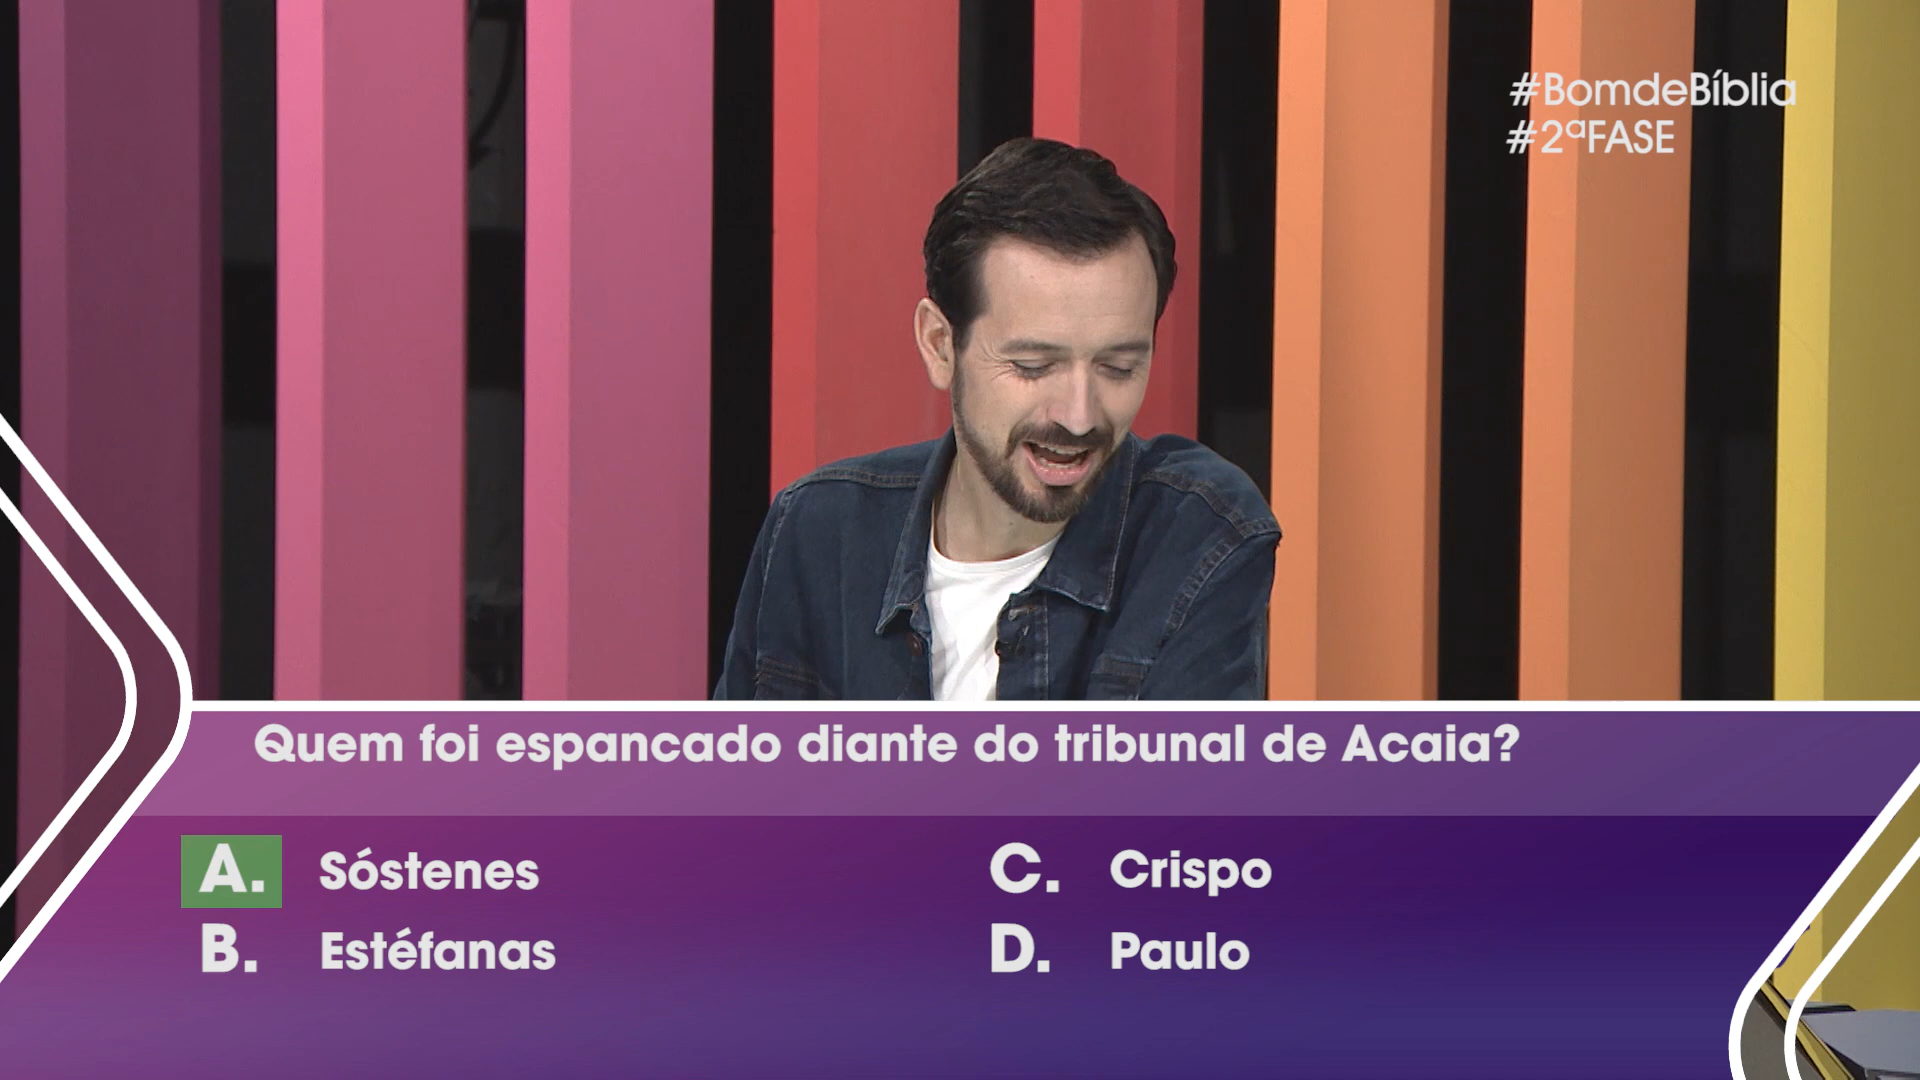 #BomdeBíblia
#2ªFASE
Quem foi espancado diante do tribunal de Acaia?
A. Sóstenes
B. Estéfanas
C. Crispo
D. Paulo